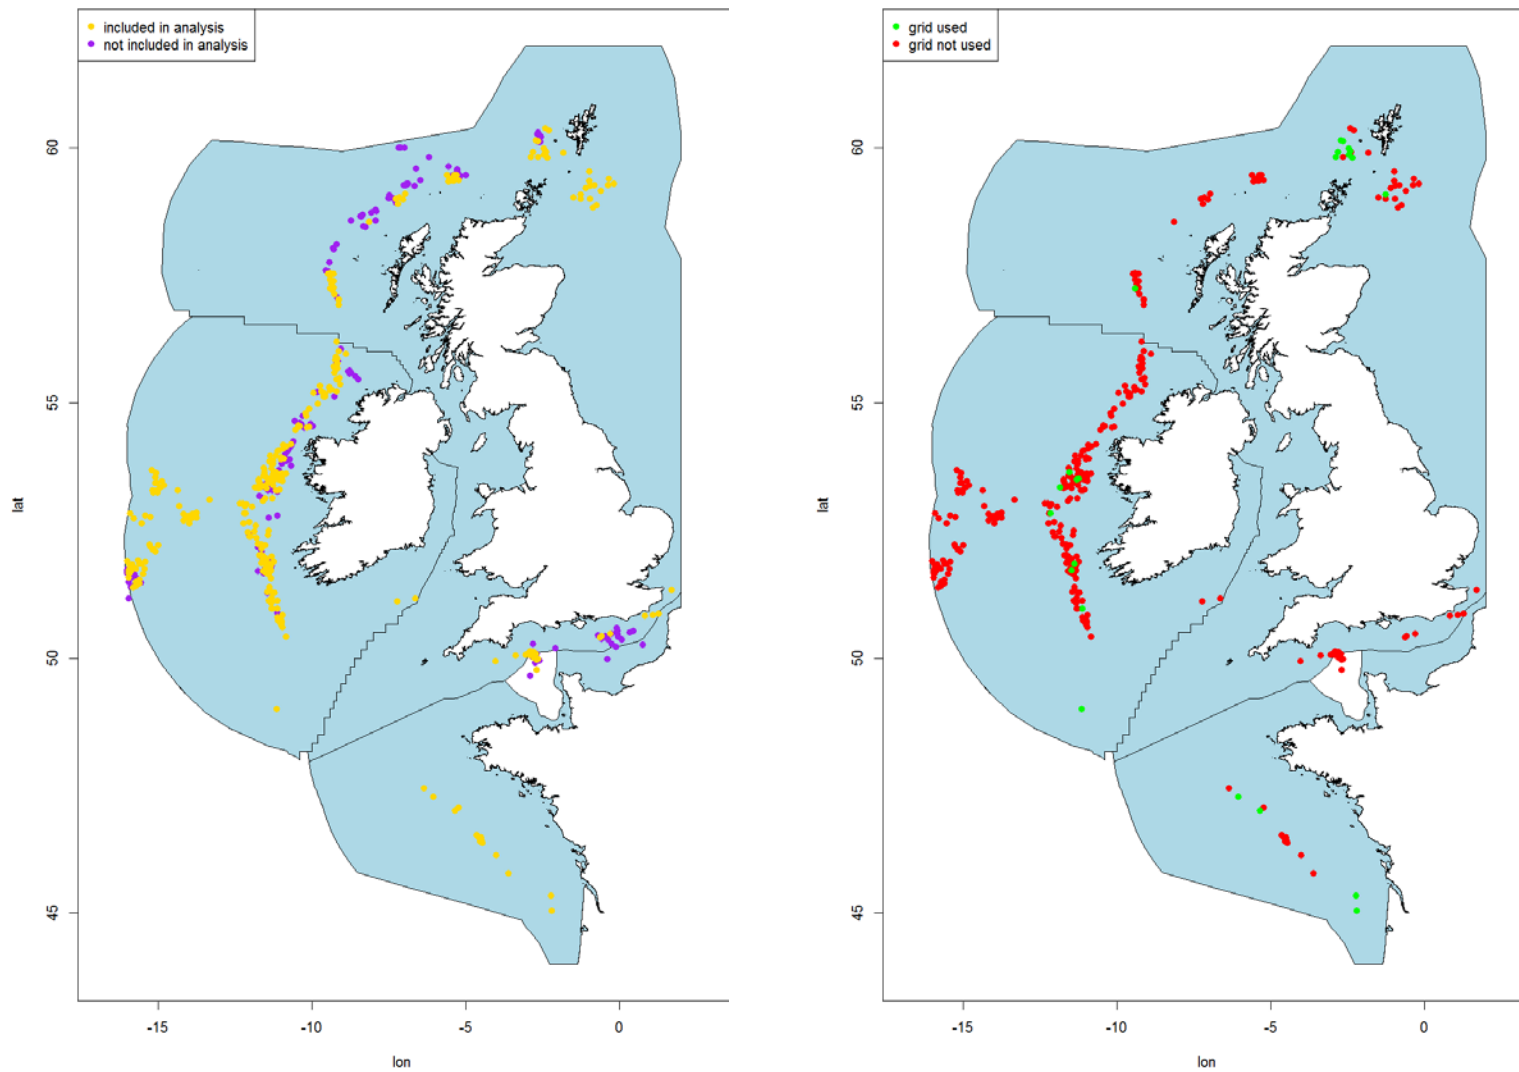 included in analysis
not included in analysis
lat
60
55
50
45
-15
-10
-5
0
lon
grid used
grid not used
lat
60
55
50
45
-15
-10
-5
0
lon